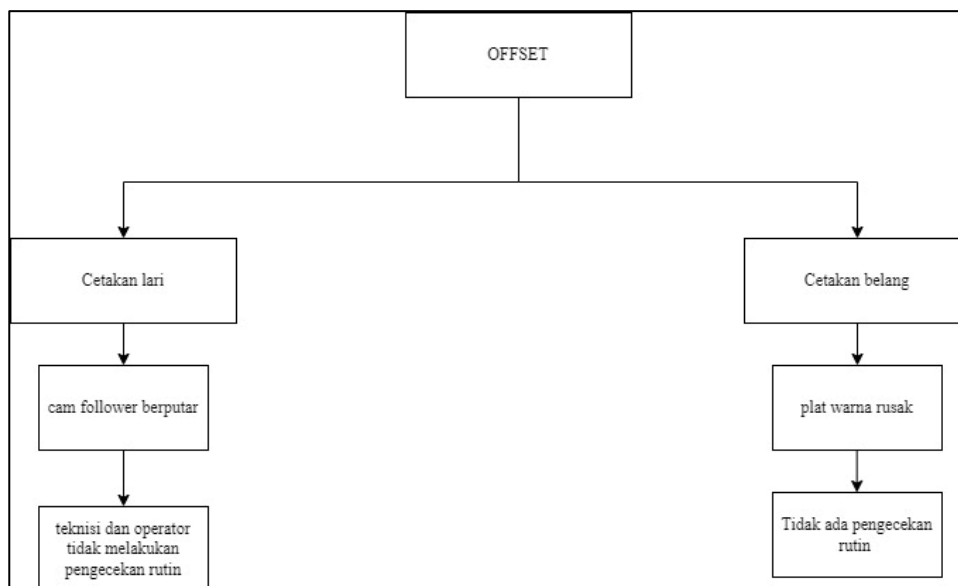 OFFSET
Cetakan lari
Cetakan belang
cam follower berputar
plat warna rusak
teknisi dan operator
tidak melakukan
pengecekan rutin
Tidak ada pengecekan
rutin